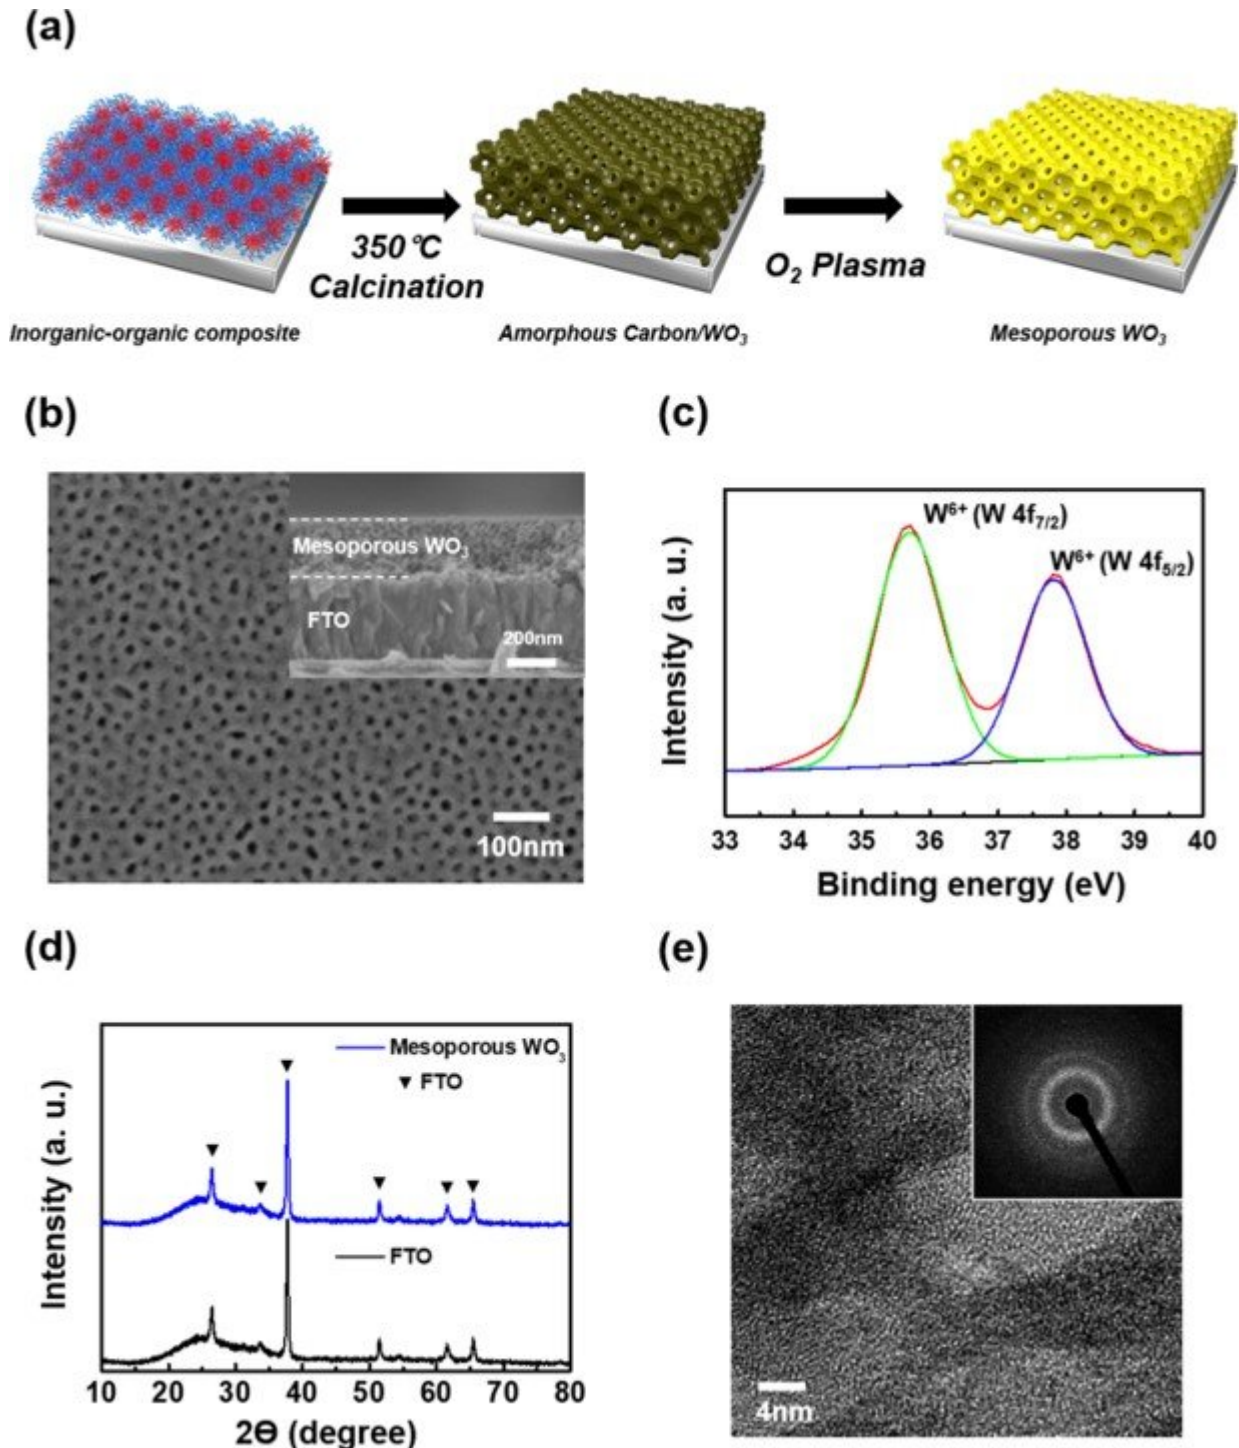 (a)
350℃
Calcination
O₂ Plasma
Inorganic-organic composite
Amorphous Carbon/WO₃
Mesoporous WO₃
(b)
Mesoporous WO₃
FTO
200nm
100nm
(c)
W⁶⁺ (W 4f₇/₂)
W⁶⁺ (W 4f₅/₂)
Intensity (a. u.)
33 34 35 36 37 38 39 40
Binding energy (eV)
(d)
Mesoporous WO₃
▼ FTO
FTO
Intensity (a. u.)
10 20 30 40 50 60 70 80
2Θ (degree)
(e)
4nm